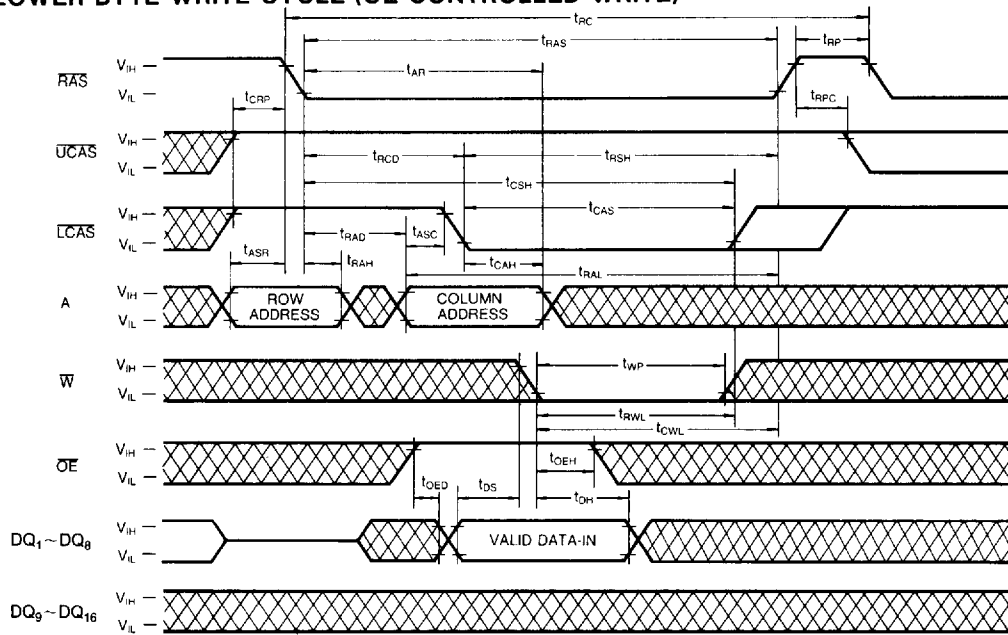 LOWER BYTE WRITE CYCLE (OE CONTROLLED WRITE)
tRC
tRAS
tRP
tAR
RAS
VIH
VIL
tCRP
tRPC
UCAS
VIH
VIL
tRCD
tRSH
tCSH
LCAS
VIH
VIL
tCAS
tRAD
tASC
tASR
tRAH
tCAH
tRAL
A
VIH
VIL
ROW ADDRESS
COLUMN ADDRESS
W
VIH
VIL
tWP
tRWL
tCWL
OE
VIH
VIL
tOEH
tOED
tDS
tDH
DQ1~DQ8
VIH
VIL
VALID DATA-IN
DQ9~DQ16
VIH
VIL